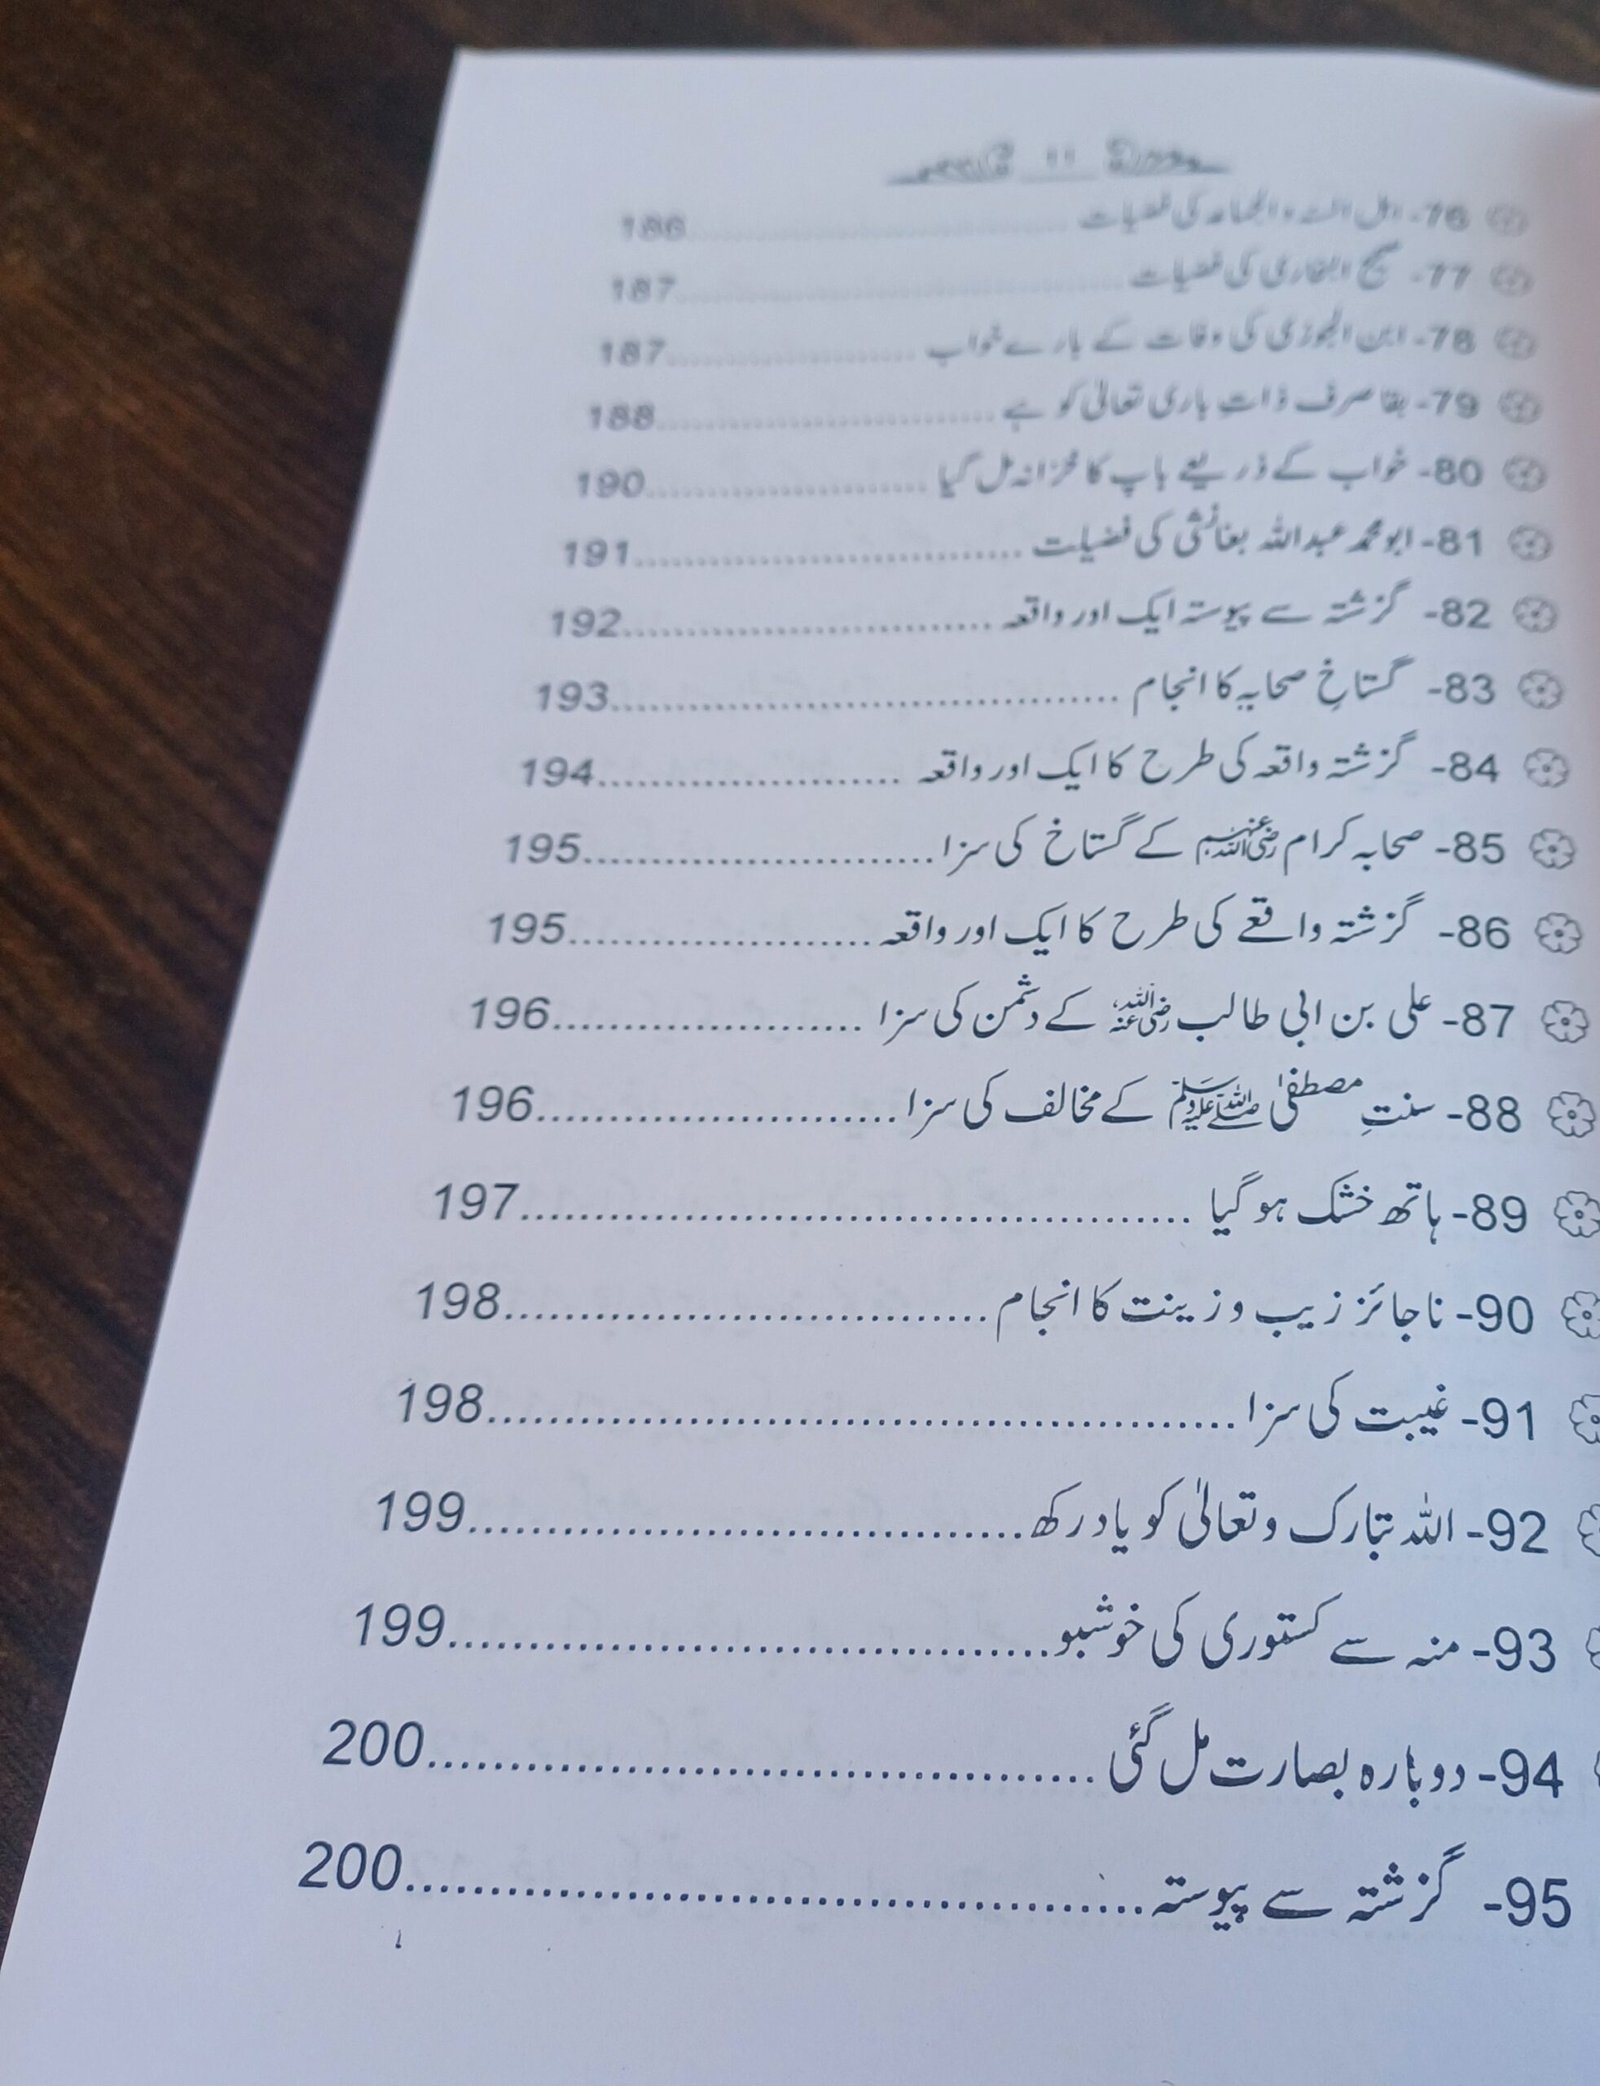 11
76- اہل السنہ والجماعہ کی فضیلت 186
77- صحیح البخاری کی فضیلت 187
78- ابن الجوزی کی وفات کے بارے خواب 187
79- بقا صرف ذاتِ باری تعالیٰ کو ہے 188
80- خواب کے ذریعے باپ کا خزانہ مل گیا 190
81- ابو محمد عبداللہ کی فضیلت 191
82- گزشتہ سے پیوستہ ایک اور واقعہ 192
83- گستاخِ صحابہ کا انجام 193
84- گزشتہ واقعہ کی طرح کا ایک اور واقعہ 194
85- صحابہ کرام رضی اللہ عنہم کے گستاخ کی سزا 195
86- گزشتہ واقعے کی طرح کا ایک اور واقعہ 195
87- علی بن ابی طالب رضی اللہ عنہ کے دشمن کی سزا 196
88- سنتِ مصطفیٰ ﷺ کے مخالف کی سزا 196
89- ہاتھ خشک ہو گیا 197
90- ناجائز زیب و زینت کا انجام 198
91- غیبت کی سزا 198
92- اللہ تبارک وتعالیٰ کو یاد رکھ 199
93- منہ سے کستوری کی خوشبو 199
94- دوبارہ بصارت مل گئی 200
95- گزشتہ سے پیوستہ 200